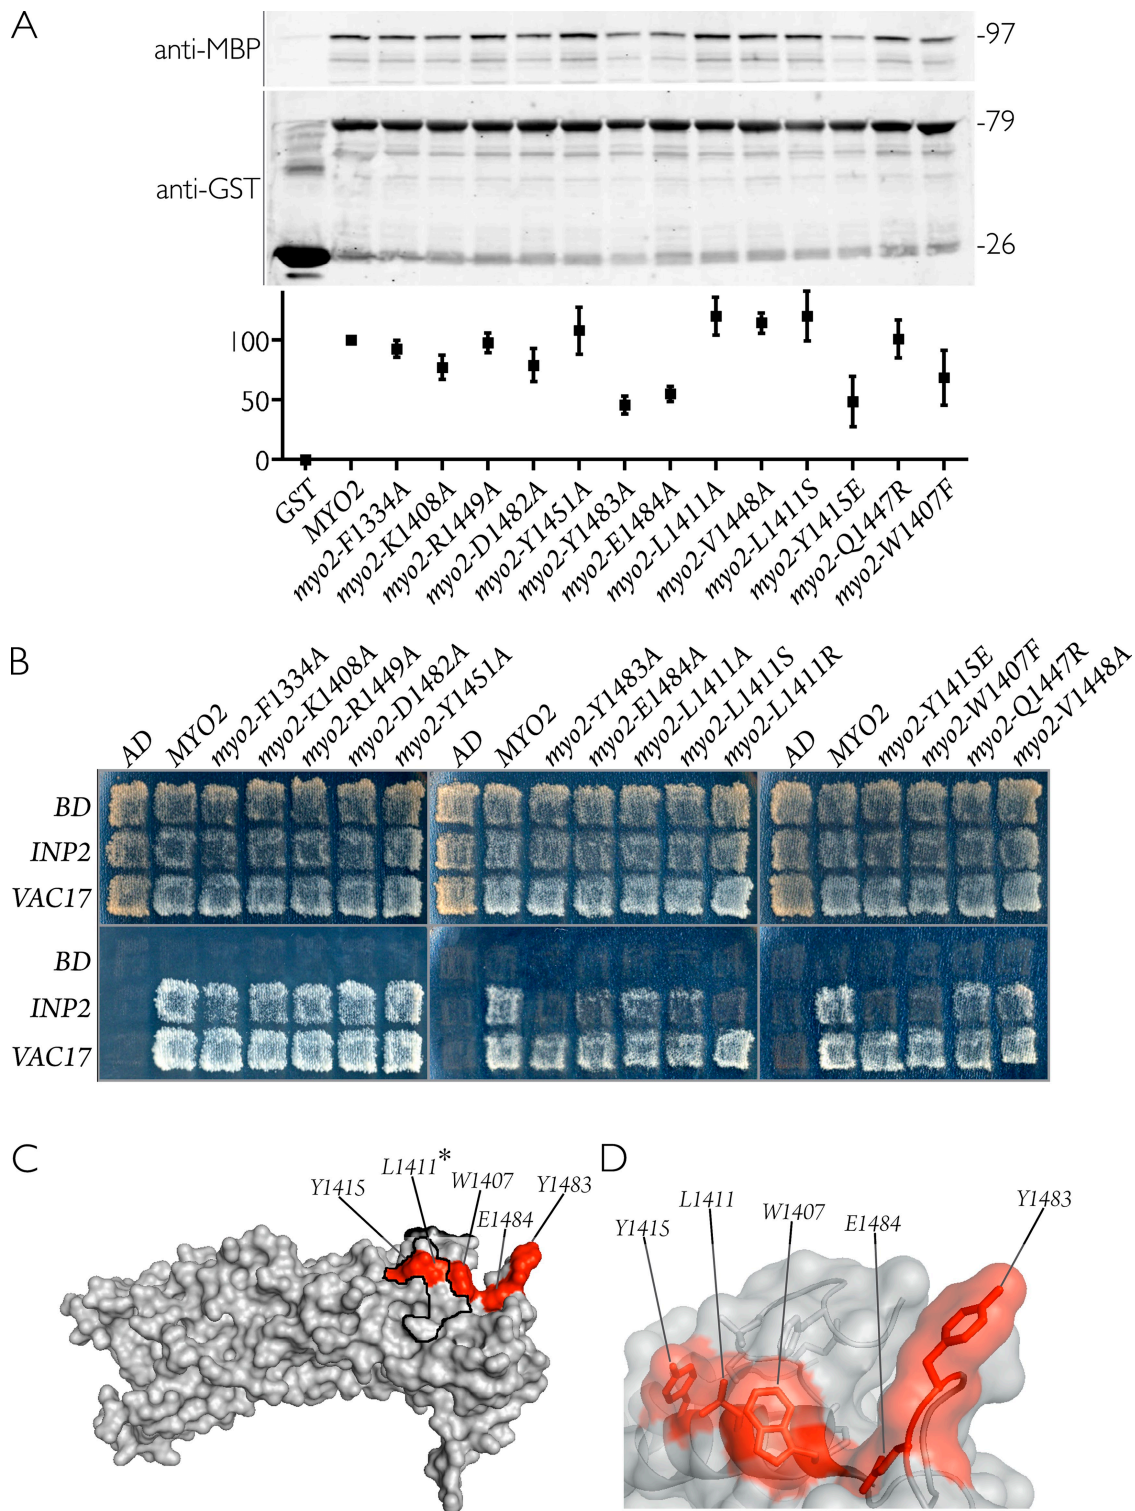 A
anti-MBP
-97
-79
anti-GST
-26
100
50
0
GST
MYO2
myo2-F1334A
myo2-K1408A
myo2-R1449A
myo2-D1482A
myo2-Y1451A
myo2-Y1483A
myo2-E1484A
myo2-L1411A
myo2-V1448A
myo2-L1411S
myo2-Y1415E
myo2-Q1447R
myo2-W1407F
B
AD
MYO2
myo2-F1334A
myo2-K1408A
myo2-R1449A
myo2-D1482A
myo2-Y1451A
AD
MYO2
myo2-Y1483A
myo2-E1484A
myo2-L1411A
myo2-L1411S
myo2-L1411R
AD
MYO2
myo2-Y1415E
myo2-W1407F
myo2-Q1447R
myo2-V1448A
BD
INP2
VAC17
BD
INP2
VAC17
C
Y1415
L1411*
W1407
E1484
Y1483
D
Y1415
L1411
W1407
E1484
Y1483